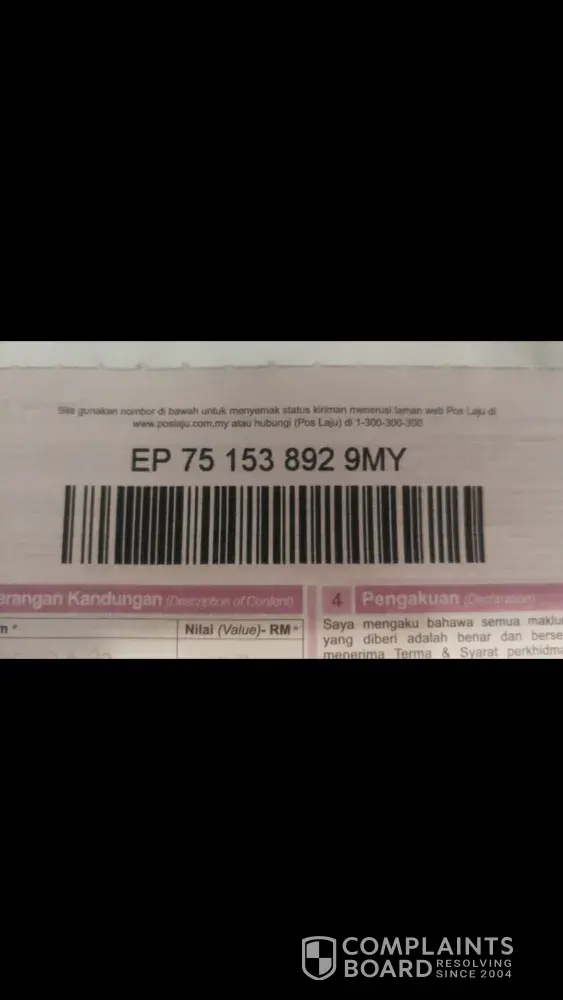 Sila gunakan nombor di bawah untuk menyemak status kiriman menerusi laman web Pos Laju di
www.poslaju.com.my atau hubungi (Pos Laju) di 1-300-300-300
EP 75 153 892 9MY
arangan Kandungan (Description of Content)
m *
Nilai (Value)- RM *
4 Pengakuan (Declaration)
Saya mengaku bahawa semua maklu
yang diberi adalah benar dan berse
menerima Terma & Syarat perkhidma
COMPLAINTS
BOARD
RESOLVING
SINCE 2004